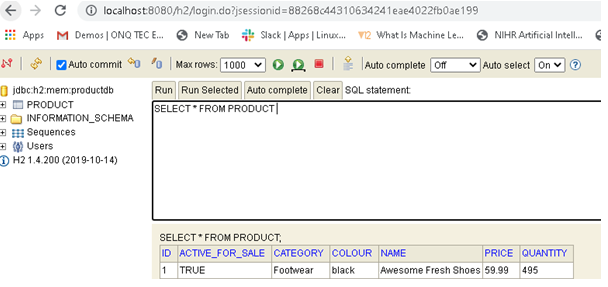 localhost:8080/h2/login.do?jsessionid=88268c44310634241eae4022fb0ae199
Apps Demos | ONQ TEC E... New Tab Slack | Apps | Linux... V12 What Is Machine Le... NIHR Artificial Intell...
Auto commit Max rows: 1000 Auto complete Off Auto select On
jdbc:h2:mem:productdb
PRODUCT
INFORMATION_SCHEMA
Sequences
Users
H2 1.4.200 (2019-10-14)
Run Run Selected Auto complete Clear SQL statement:
SELECT * FROM PRODUCT
SELECT * FROM PRODUCT;
ID ACTIVE_FOR_SALE CATEGORY COLOUR NAME PRICE QUANTITY
1 TRUE Footwear black Awesome Fresh Shoes 59.99 495